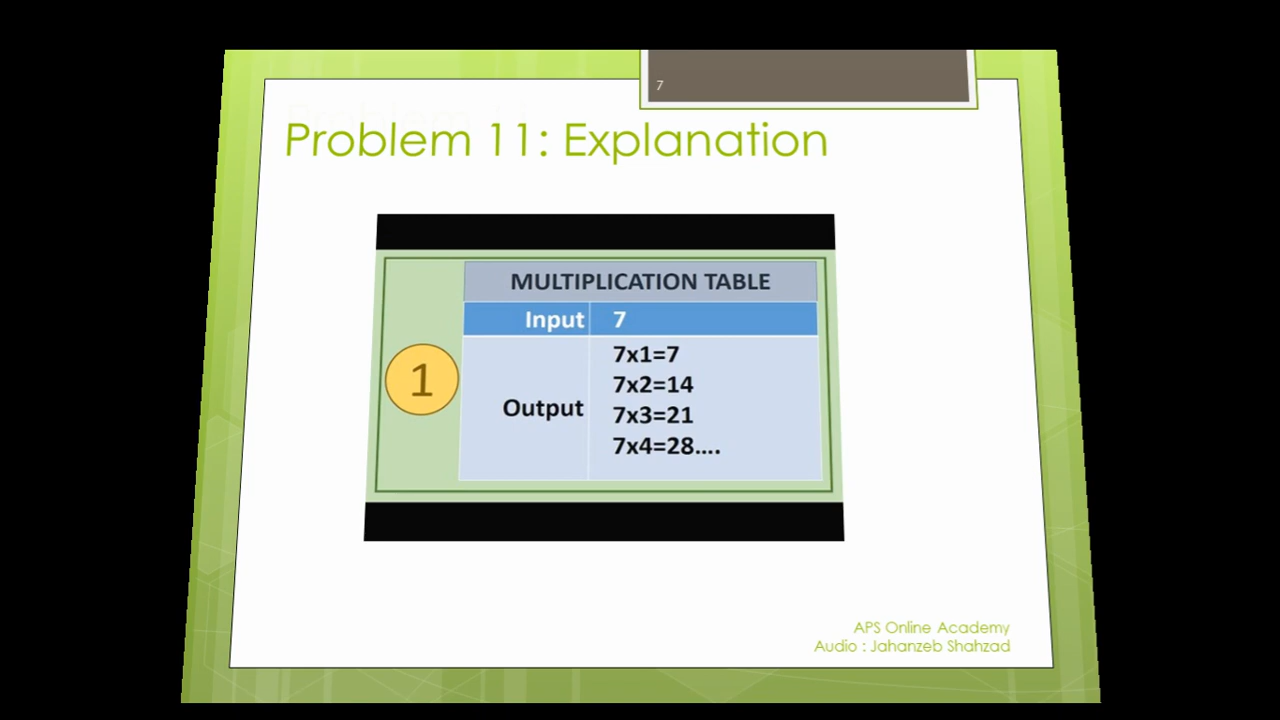 7
Problem 11: Explanation
MULTIPLICATION TABLE
Input 7
1
Output
7x1=7
7x2=14
7x3=21
7x4=28....
APS Online Academy
Audio : Jahanzeb Shahzad